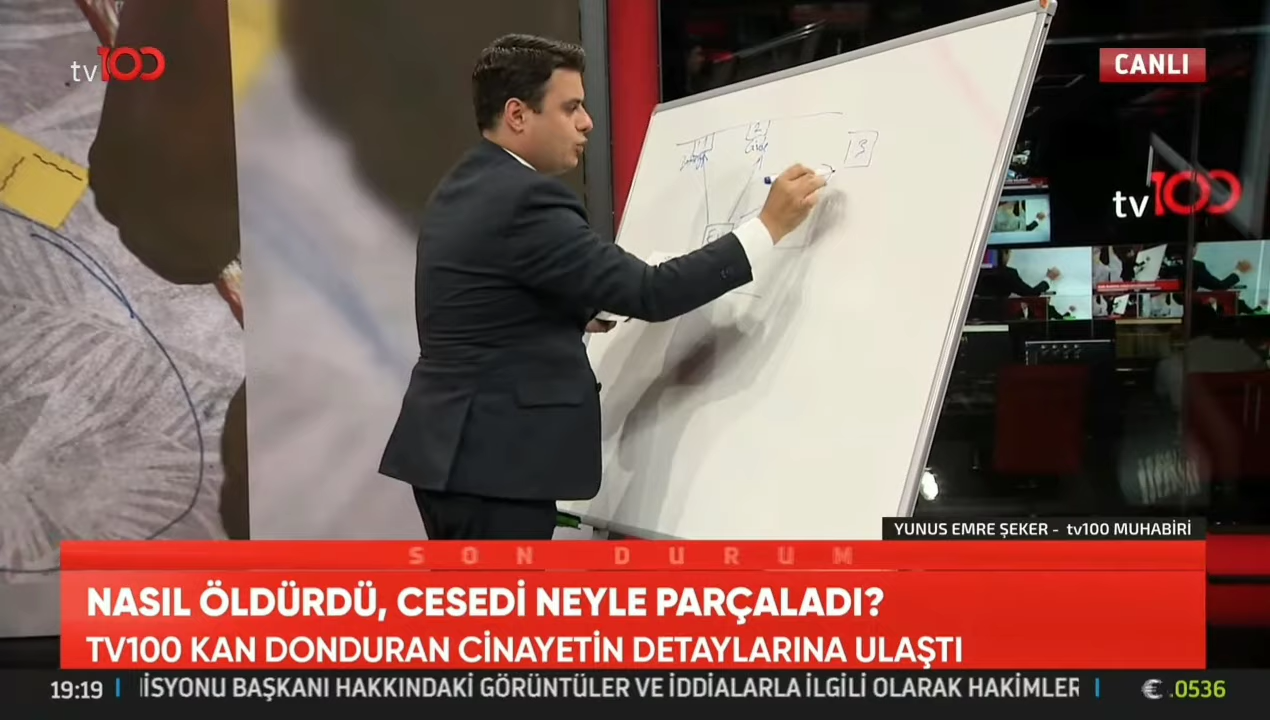 tv100
CANLI
2
3
tv100
YUNUS EMRE ŞEKER - tv100 MUHABİRİ
SON DURUM
NASIL ÖLDÜRDÜ, CESEDİ NEYLE PARÇALADI?
TV100 KAN DONDURAN CİNAYETİN DETAYLARINA ULAŞTI
19:19 İSYONU BAŞKANI HAKKINDAKİ GÖRÜNTÜLER VE İDDİALARLA İLGİLİ OLARAK HAKİMLER € .0536